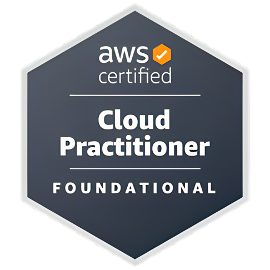 aws
certified
Cloud
Practitioner
FOUNDATIONAL